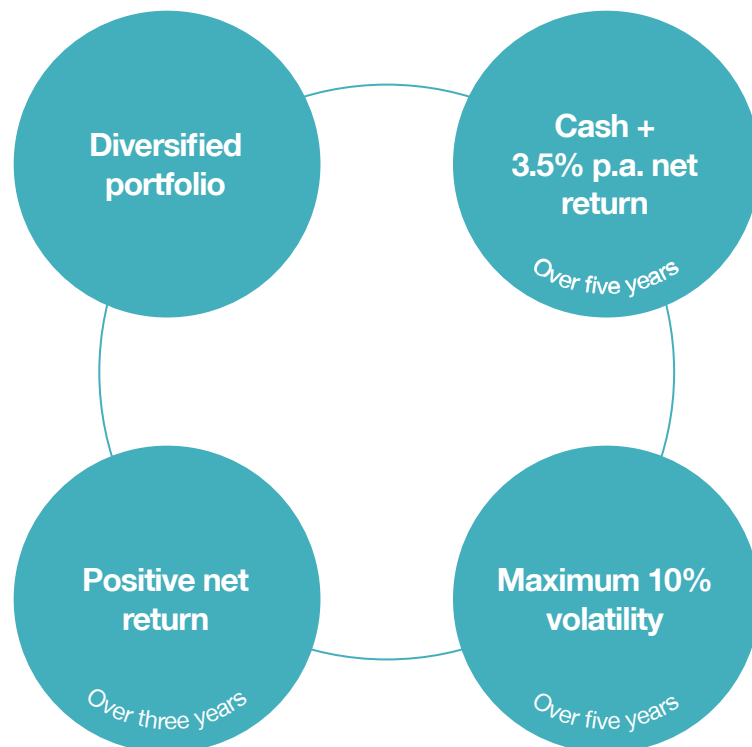 Diversified
portfolio
Cash +
3.5% p.a. net
return
Over five years
Positive net
return
Over three years
Maximum 10%
volatility
Over five years